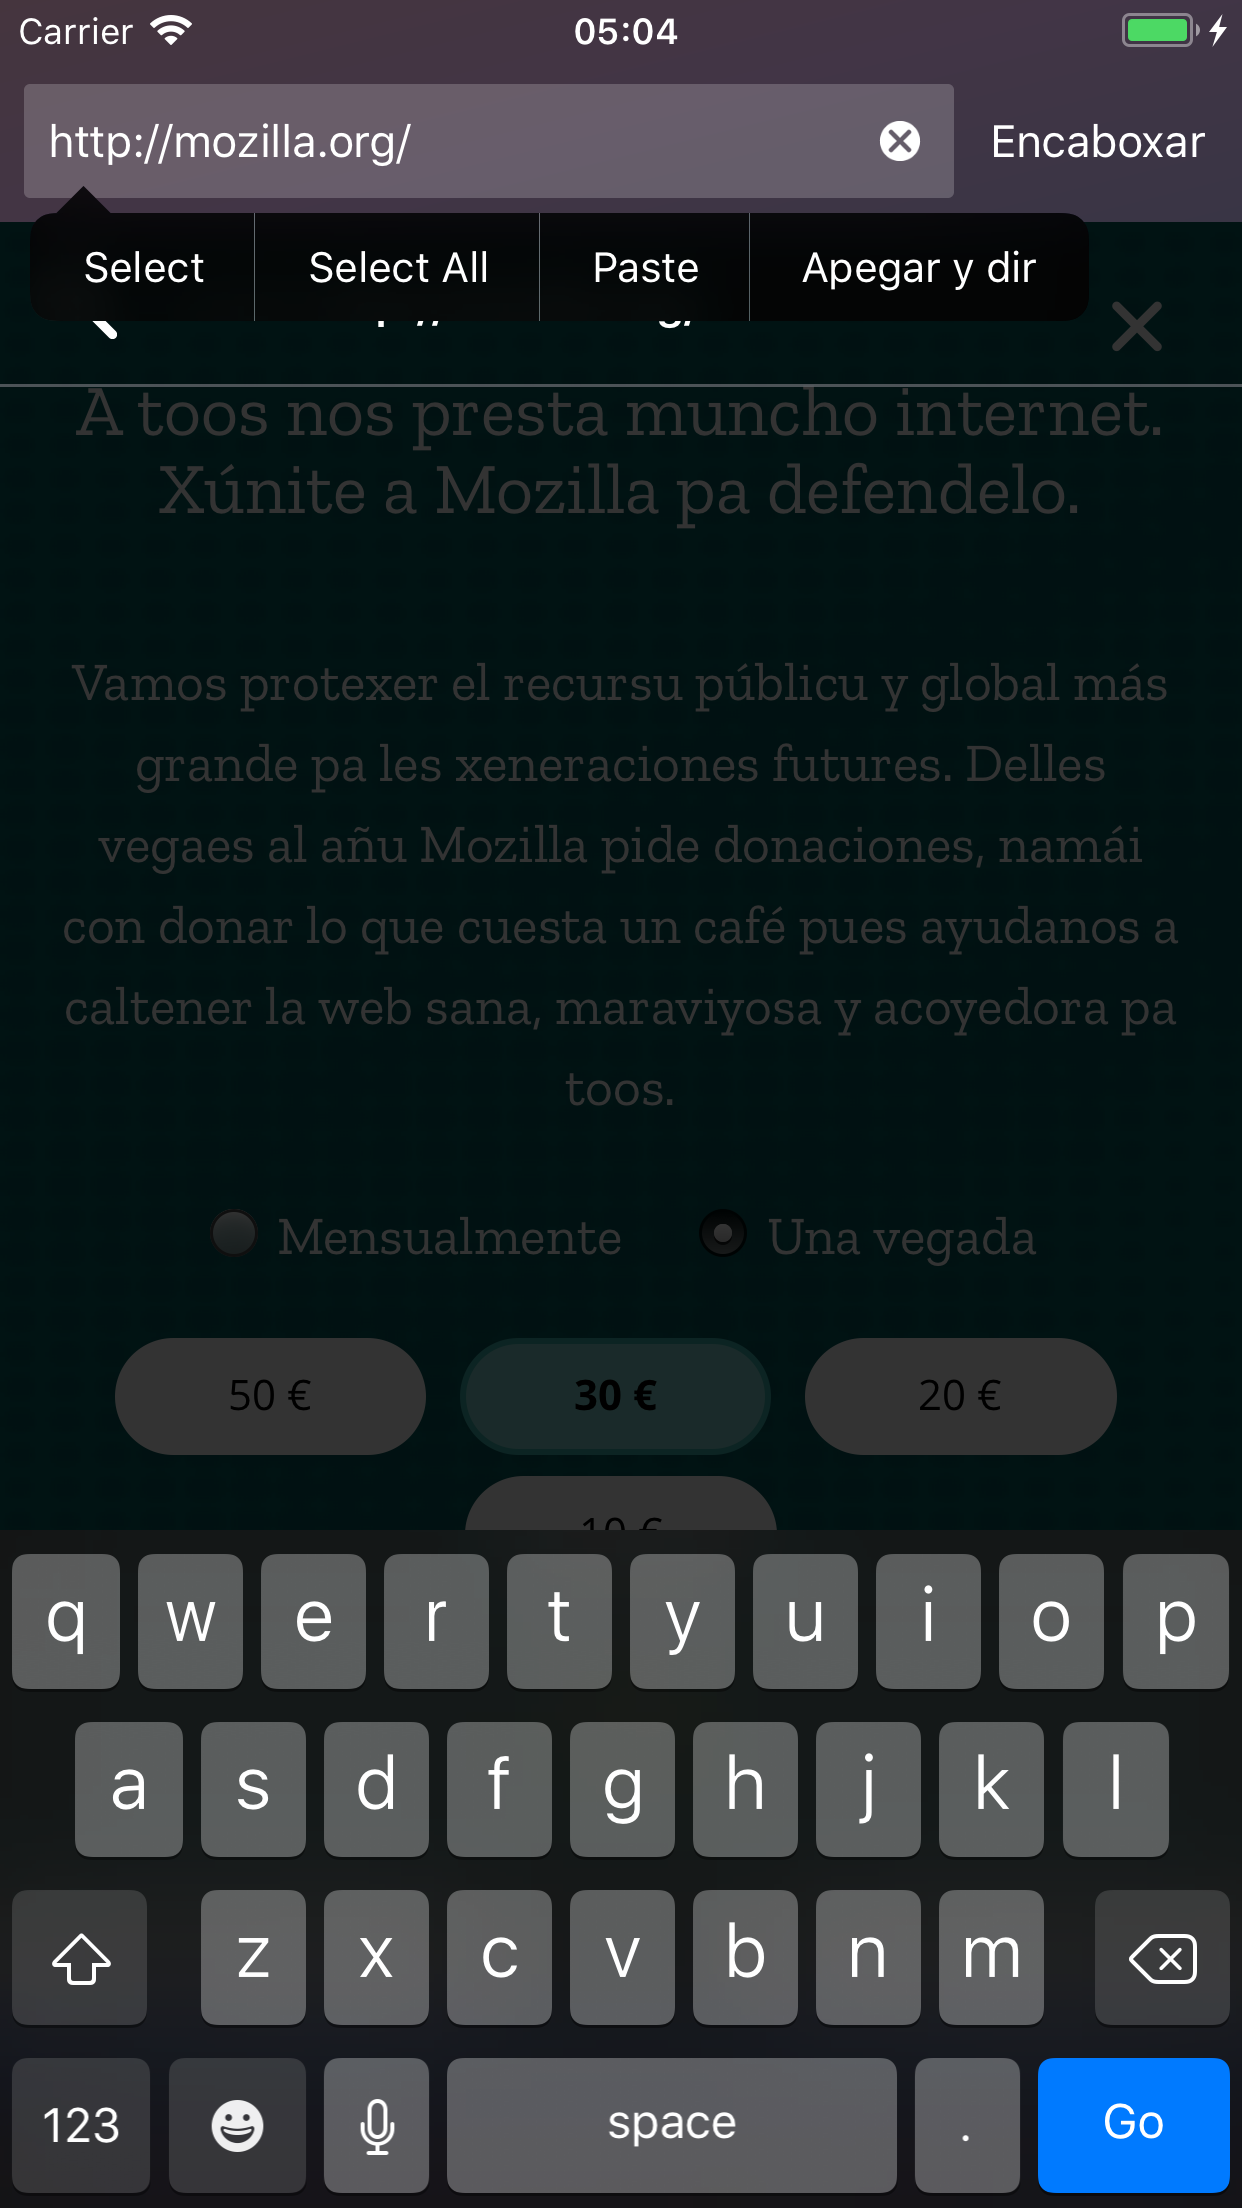 Carrier
05:04
http://mozilla.org/
Encaboxar
Select
Select All
Paste
Apegar y dir
A toos nos presta muncho internet.
Xúnite a Mozilla pa defendelo.
Vamos protexer el recursu públicu y global más
grande pa les xeneraciones futures. Delles
vegaes al añu Mozilla pide donaciones, namái
con donar lo que cuesta un café pues ayudanos a
caltener la web sana, maraviyosa y acoyedora pa
toos.
Mensualmente
Una vegada
50 €
30 €
20 €
10 €
q w e r t y u i o p
a s d f g h j k l
z x c v b n m
123
space
.
Go